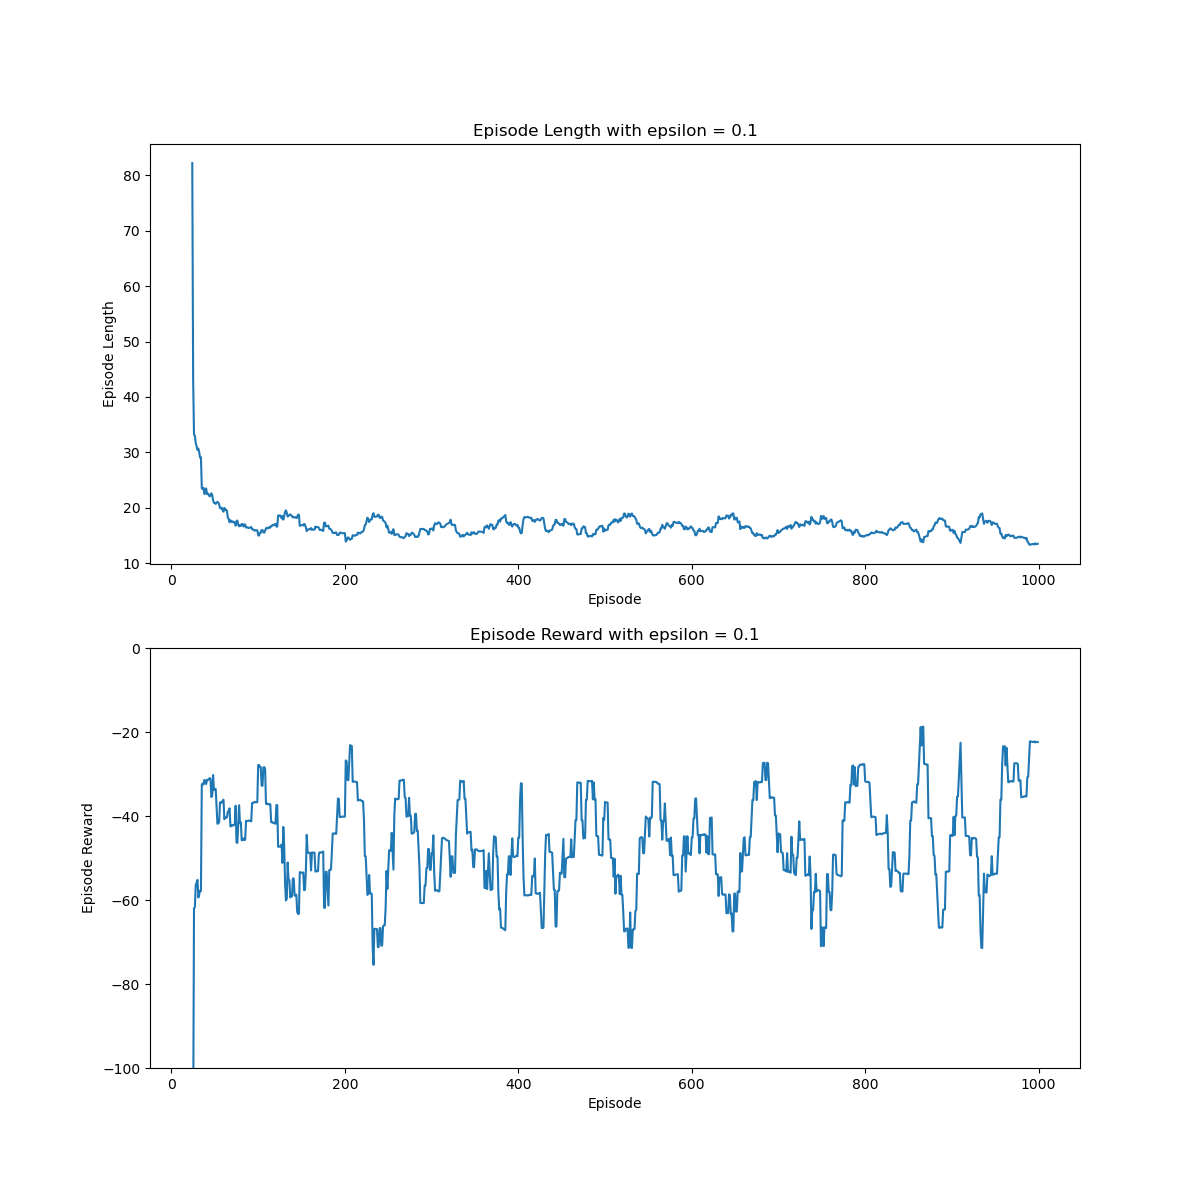 Episode Length with epsilon = 0.1
80
70
60
50
40
30
20
10
Episode Length
0 200 400 600 800 1000
Episode
Episode Reward with epsilon = 0.1
0
−20
−40
−60
−80
−100
Episode Reward
0 200 400 600 800 1000
Episode